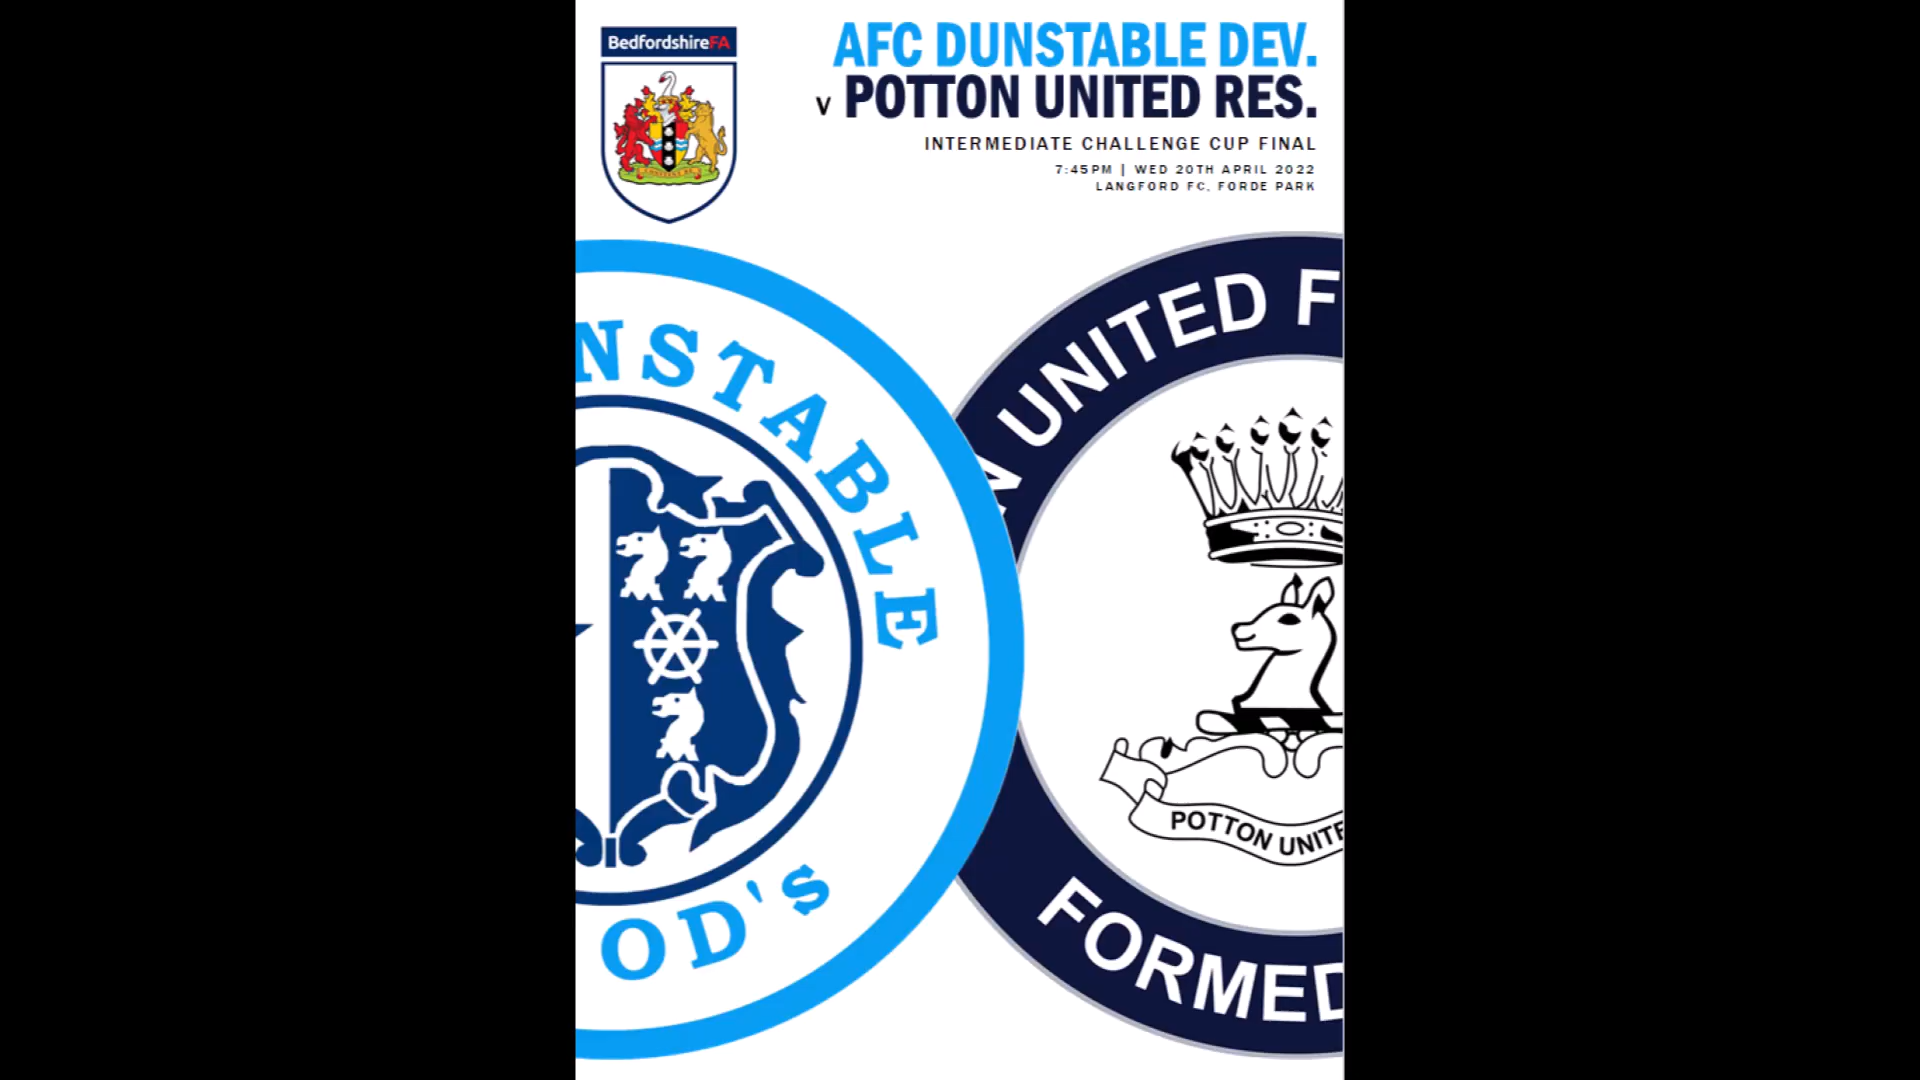 BedfordshireFA
AFC DUNSTABLE DEV.
v POTTON UNITED RES.
INTERMEDIATE CHALLENGE CUP FINAL
7:45PM | WED 20TH APRIL 2022
LANGFORD FC, FORDE PARK
NSTABLE
OD's
N UNITED F
POTTON UNITE
FORMED